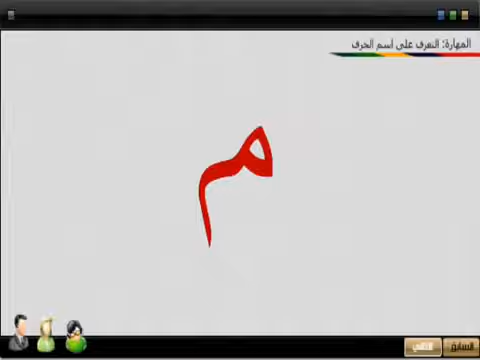 المهارة: التعرف على اسم الحرف
م
التالي
السابق